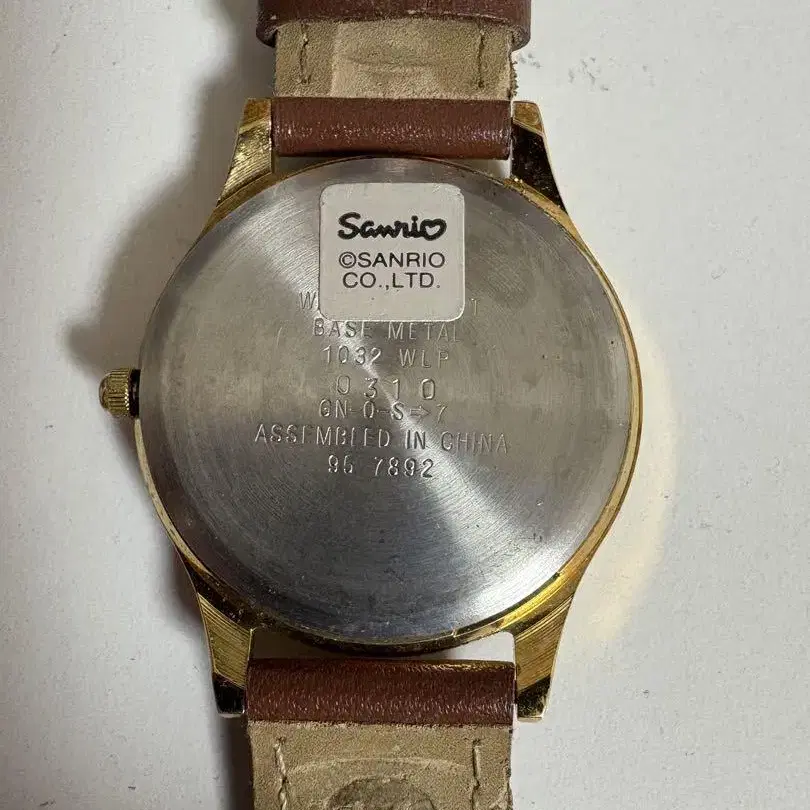 Sanrio
©SANRIO
CO.,LTD.
BASE METAL
1032 WLP
0310
GN-0-S➔7
ASSEMBLED IN CHINA
95 7892